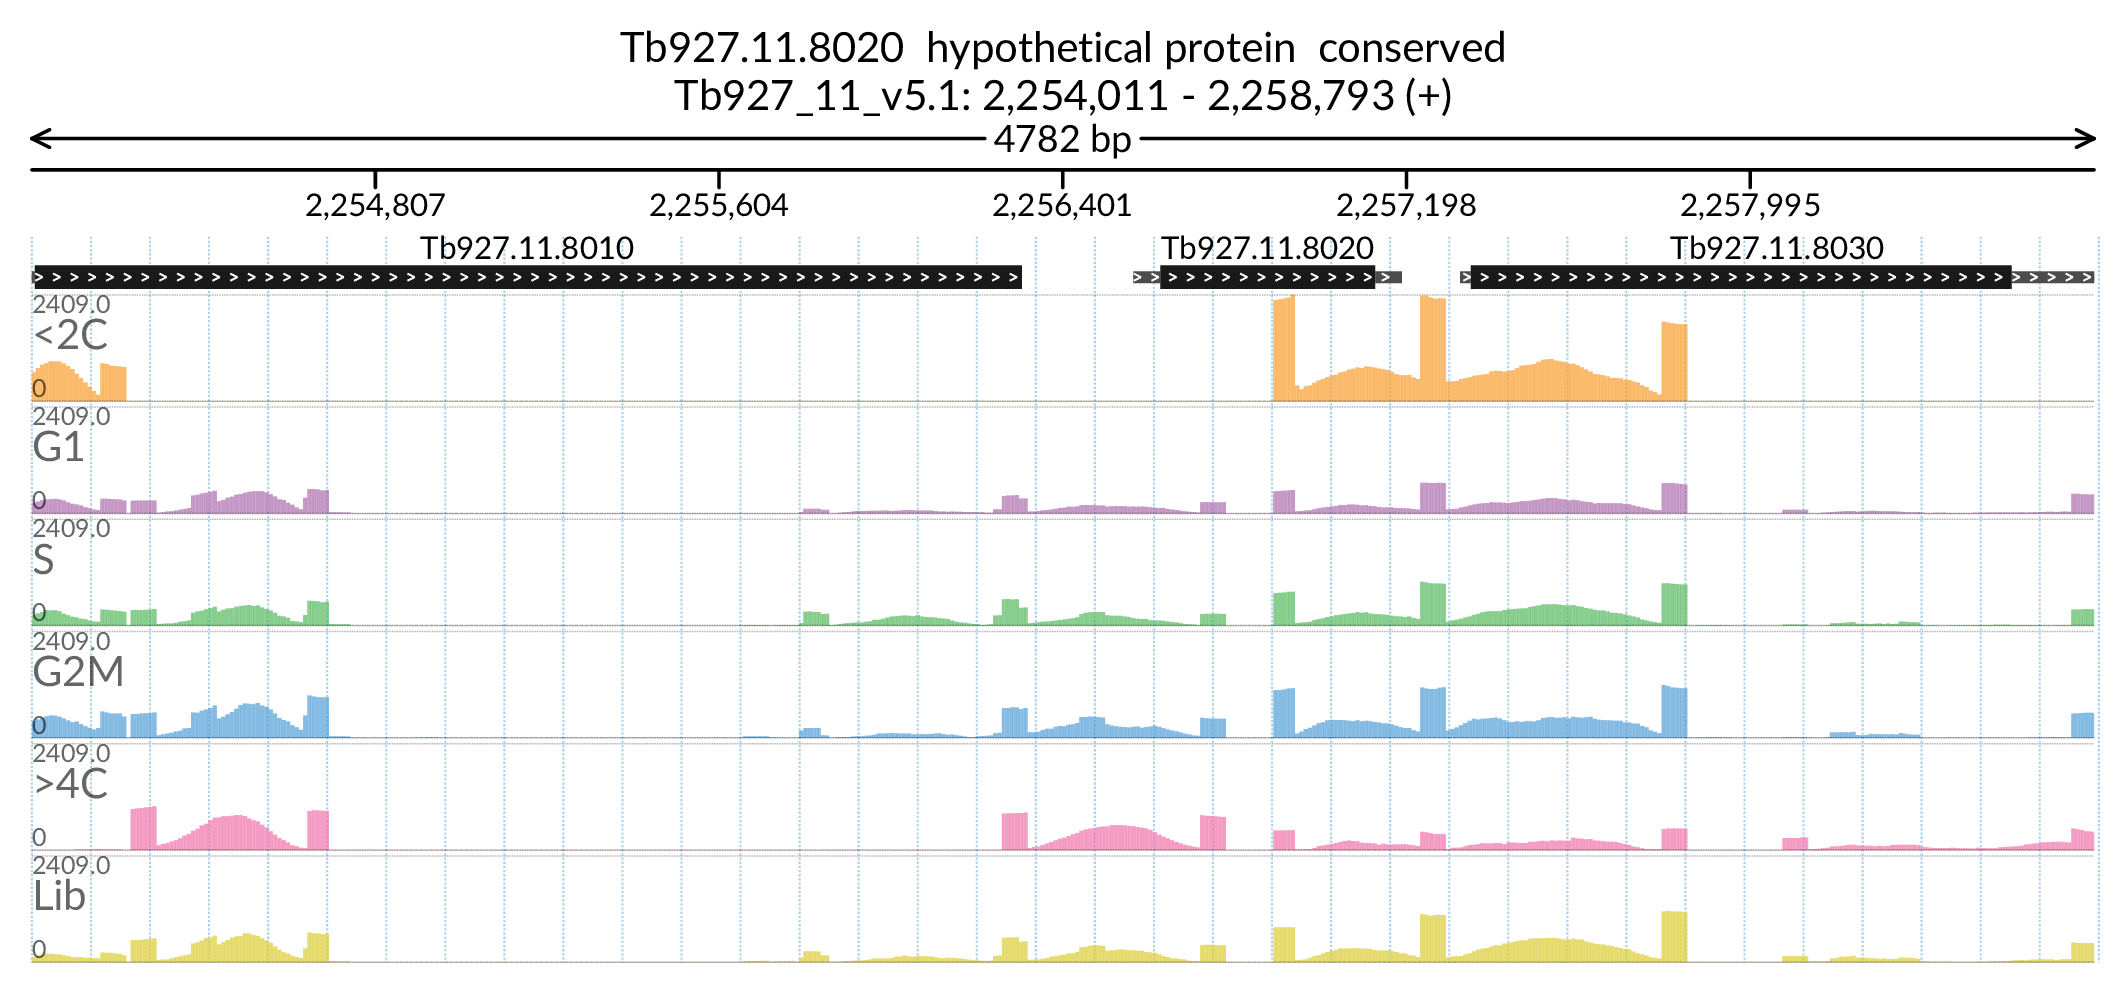 Tb927.11.8020  hypothetical protein  conserved
Tb927_11_v5.1: 2,254,011 - 2,258,793 (+)
4782 bp
2,254,807 2,255,604 2,256,401 2,257,198 2,257,995
Tb927.11.8010 Tb927.11.8020 Tb927.11.8030
2409.0
<2C
0
2409.0
G1
0
2409.0
S
0
2409.0
G2M
0
2409.0
>4C
0
2409.0
Lib
0